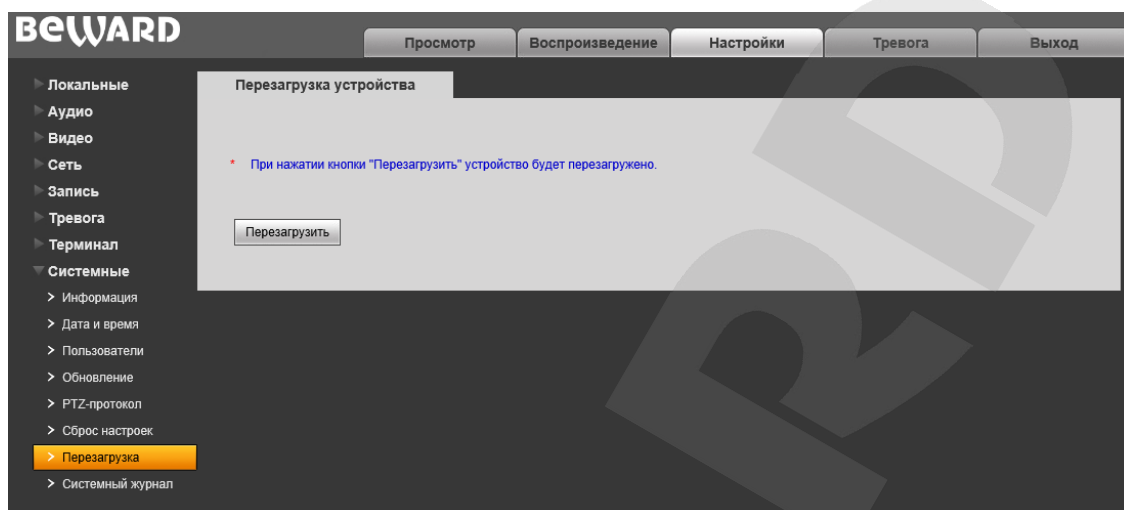 BEWARD
Просмотр Воспроизведение Настройки Тревога Выход
Локальные
Аудио
Видео
Сеть
Запись
Тревога
Терминал
Системные
Информация
Дата и время
Пользователи
Обновление
PTZ-протокол
Сброс настроек
Перезагрузка
Системный журнал
Перезагрузка устройства
* При нажатии кнопки "Перезагрузить" устройство будет перезагружено.
Перезагрузить
RD